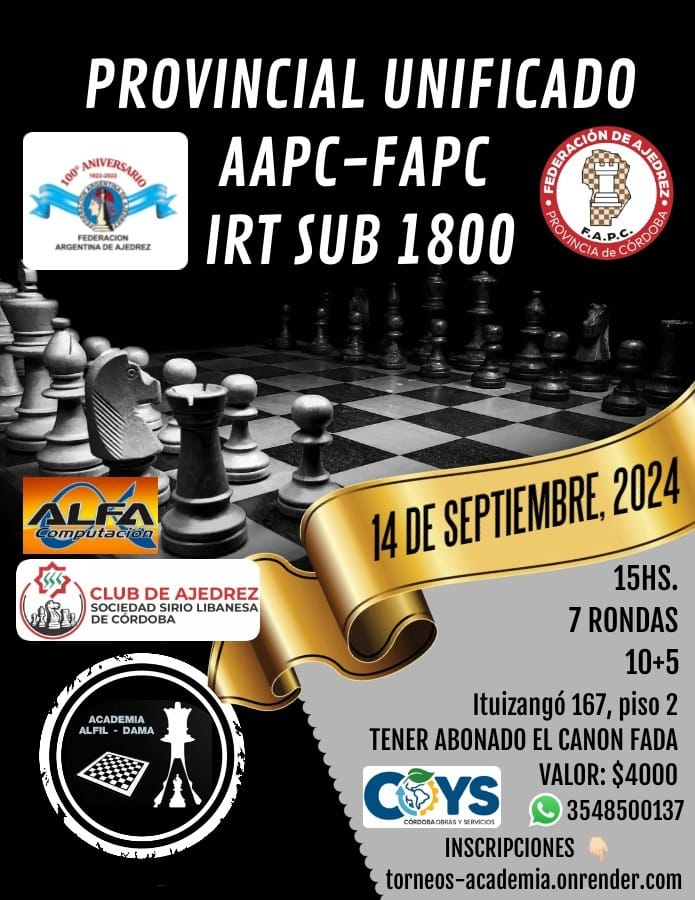 PROVINCIAL UNIFICADO
AAPC-FAPC
IRT SUB 1800
100° ANIVERSARIO
1922-2022
FEDERACION
ARGENTINA DE AJEDREZ
FEDERACIÓN DE AJEDREZ
F.A.P.C.
PROVINCIA de CÓRDOBA
14 DE SEPTIEMBRE, 2024
ALFA
Computación
CLUB DE AJEDREZ
SOCIEDAD SIRIO LIBANESA
DE CÓRDOBA
15HS.
7 RONDAS
10+5
Ituizangó 167, piso 2
TENER ABONADO EL CANON FADA
VALOR: $4000
ACADEMIA
ALFIL - DAMA
COYS
CÓRDOBA OBRAS Y SERVICIOS
3548500137
INSCRIPCIONES 👇🏻
torneos-academia.onrender.com